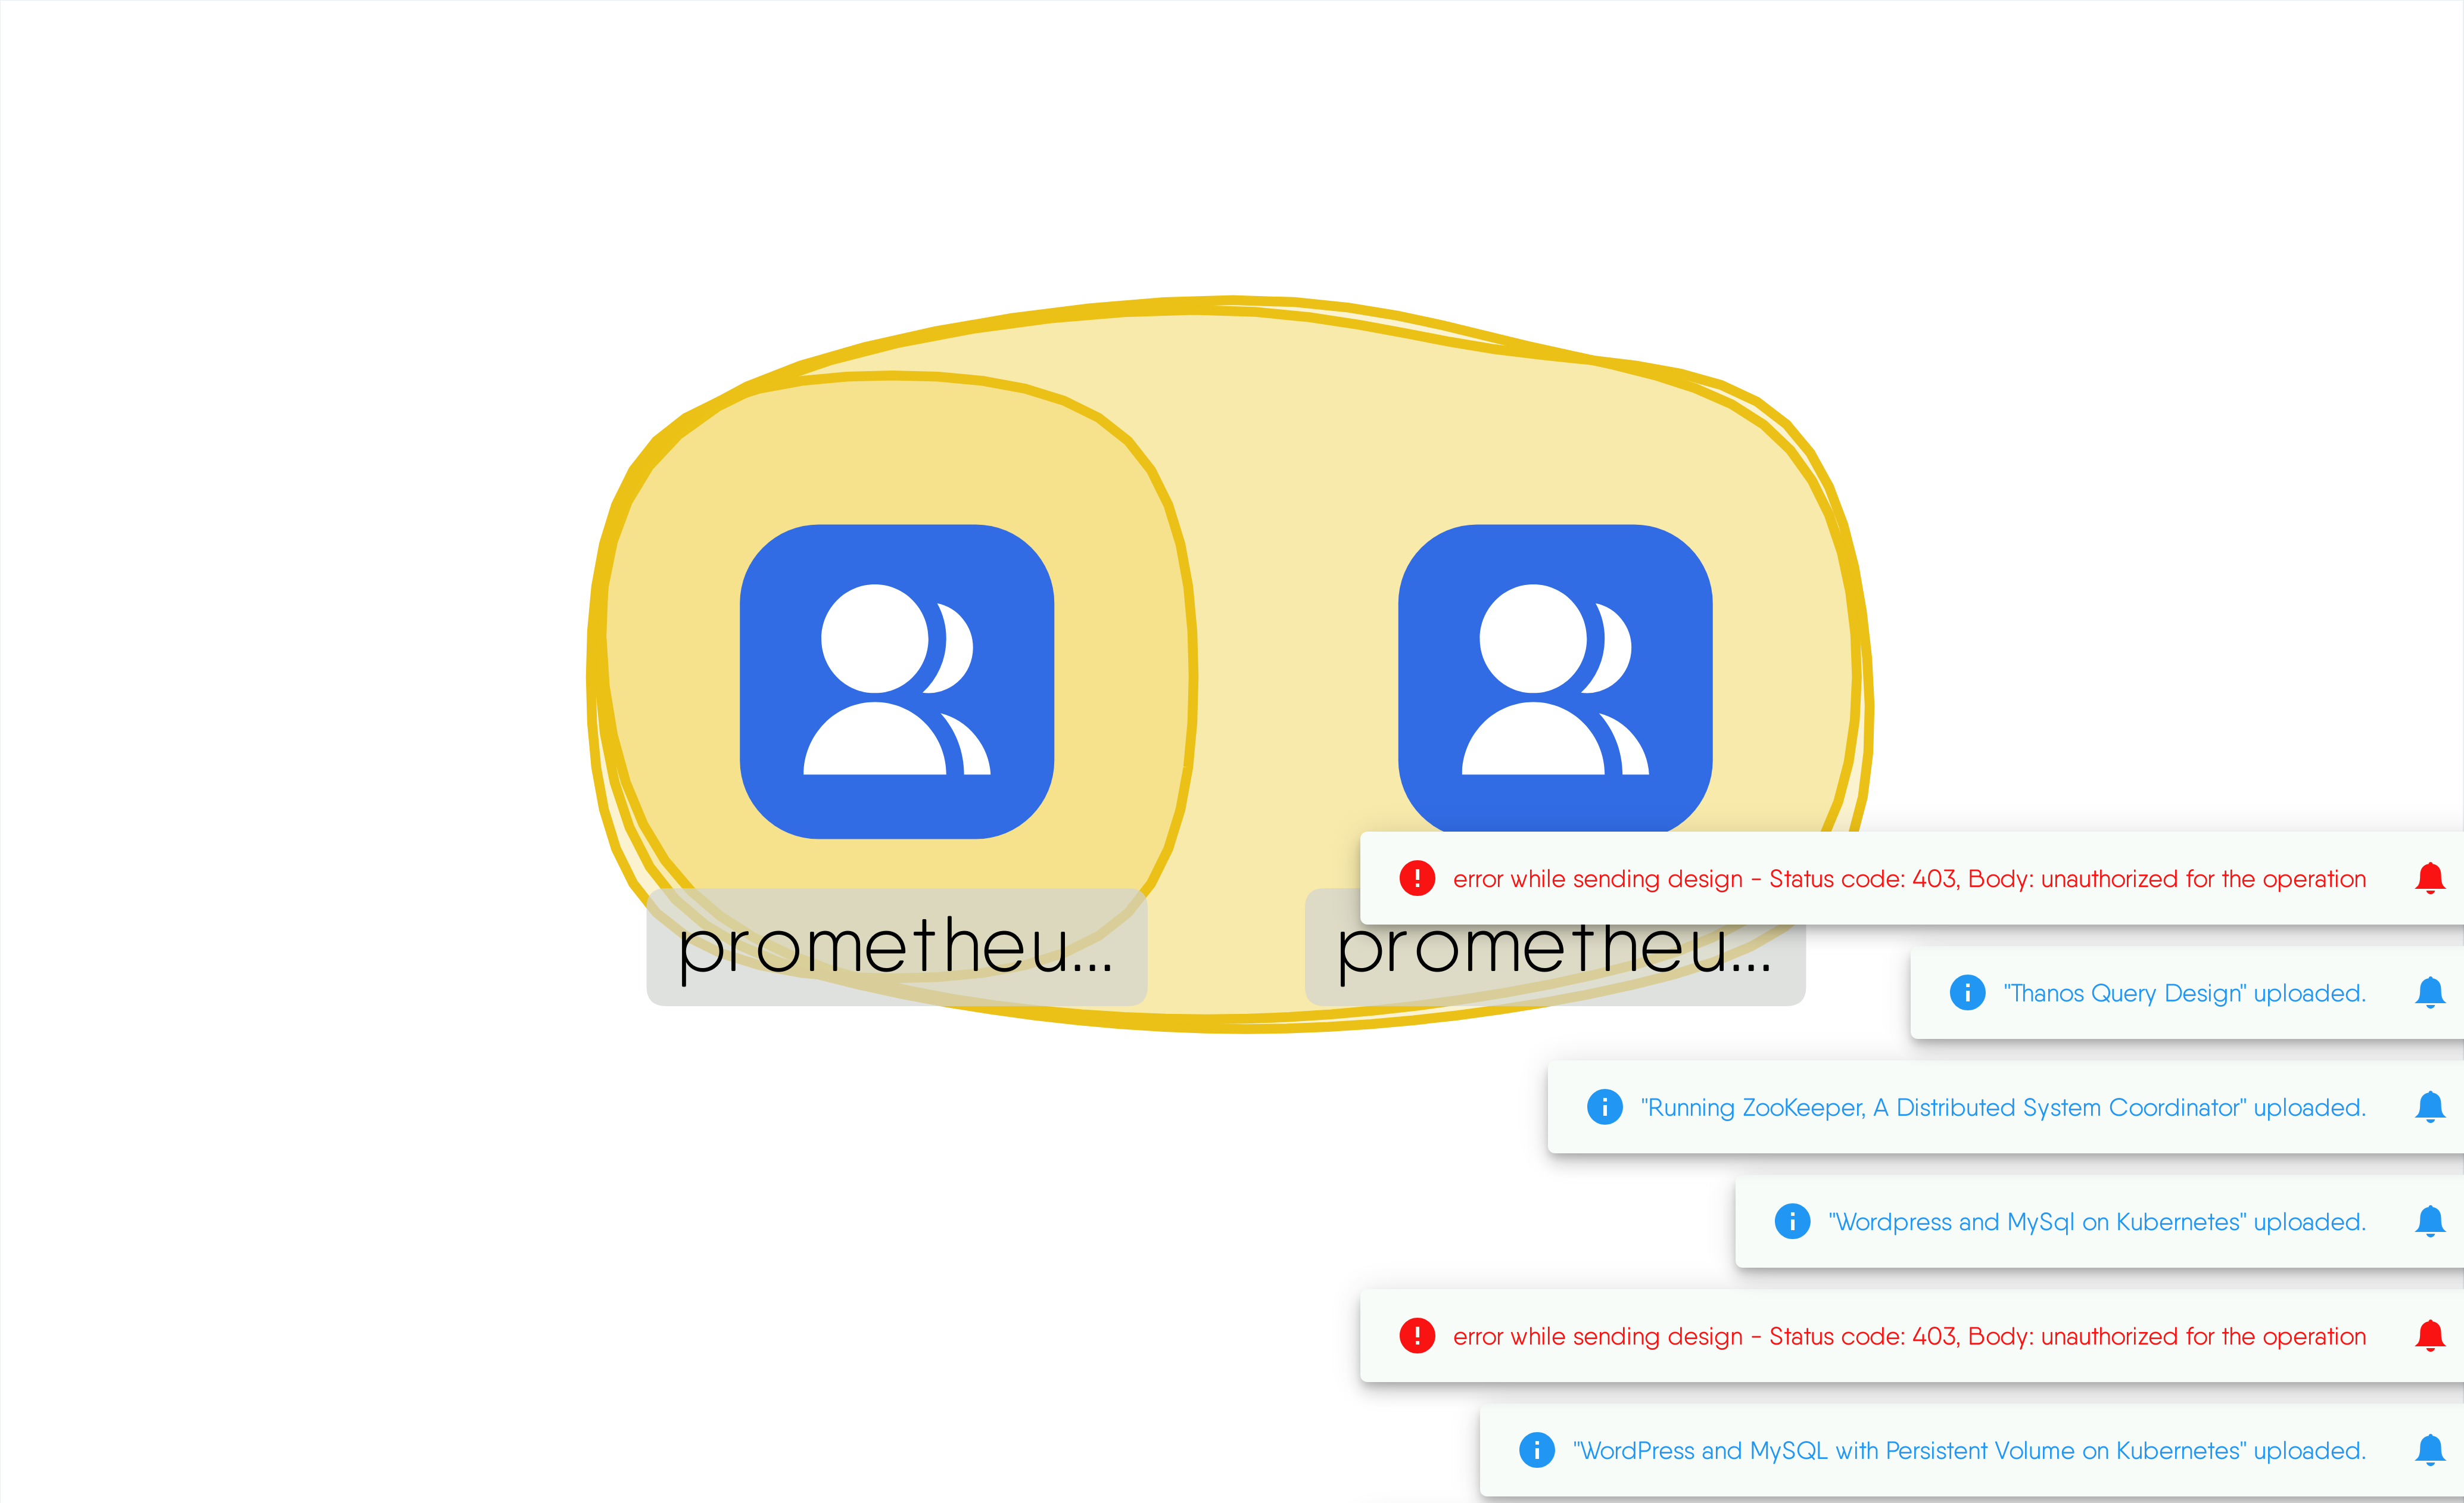 prometheu...
prometheu...
error while sending design - Status code: 403, Body: unauthorized for the operation
"Thanos Query Design" uploaded.
"Running ZooKeeper, A Distributed System Coordinator" uploaded.
"Wordpress and MySql on Kubernetes" uploaded.
error while sending design - Status code: 403, Body: unauthorized for the operation
"WordPress and MySQL with Persistent Volume on Kubernetes" uploaded.